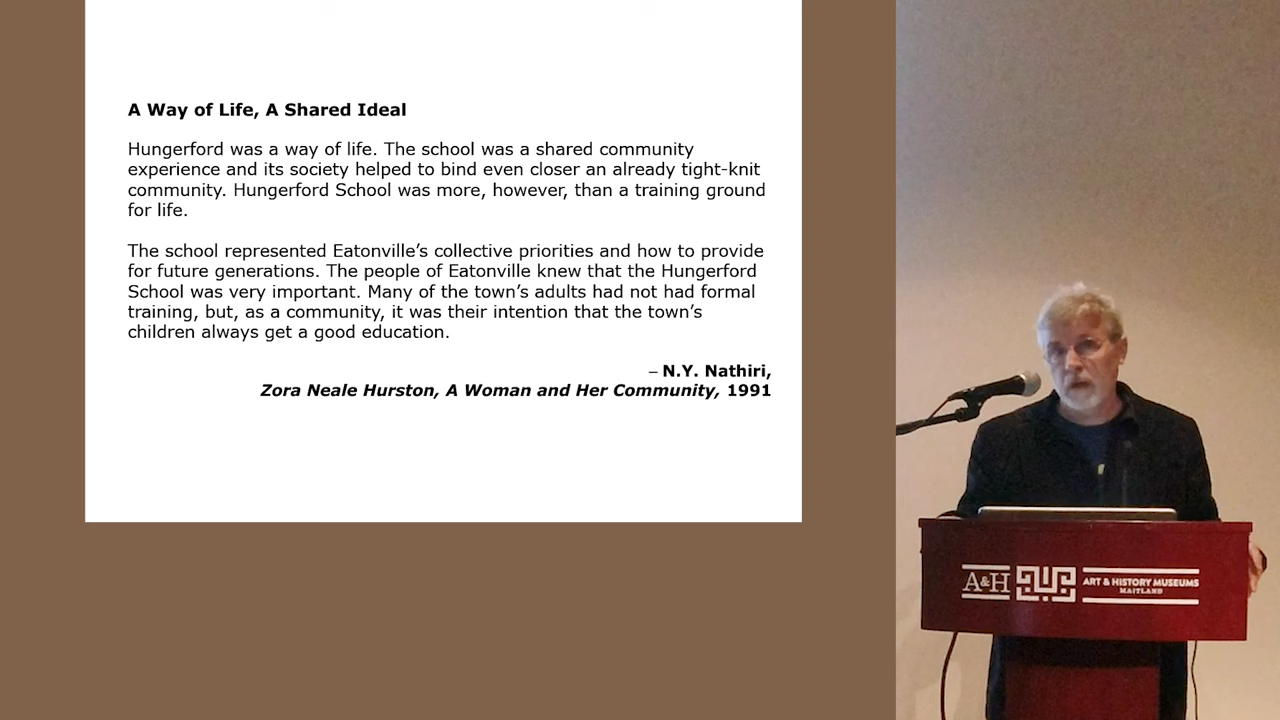 A Way of Life, A Shared Ideal
Hungerford was a way of life. The school was a shared community
experience and its society helped to bind even closer an already tight-knit
community. Hungerford School was more, however, than a training ground
for life.
The school represented Eatonville’s collective priorities and how to provide
for future generations. The people of Eatonville knew that the Hungerford
School was very important. Many of the town’s adults had not had formal
training, but, as a community, it was their intention that the town’s
children always get a good education.
– N.Y. Nathiri,
Zora Neale Hurston, A Woman and Her Community, 1991
A&H
ART & HISTORY MUSEUMS
MAITLAND